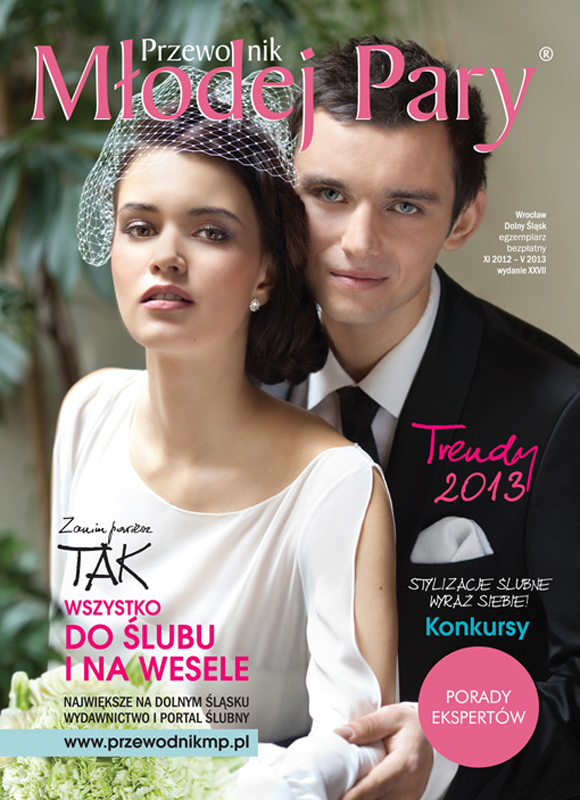 Przewodnik
Młodej Pary®
Wrocław
Dolny Śląsk
egzemplarz
bezpłatny
XI 2012 – V 2013
wydanie XXVII
Trendy
2013
Zanim powiesz
TAK
WSZYSTKO
DO ŚLUBU
I NA WESELE
NAJWIĘKSZE NA DOLNYM ŚLĄSKU
WYDAWNICTWO I PORTAL ŚLUBNY
www.przewodnikmp.pl
STYLIZACJE ŚLUBNE
WYRAŹ SIEBIE!
Konkursy
PORADY
EKSPERTÓW